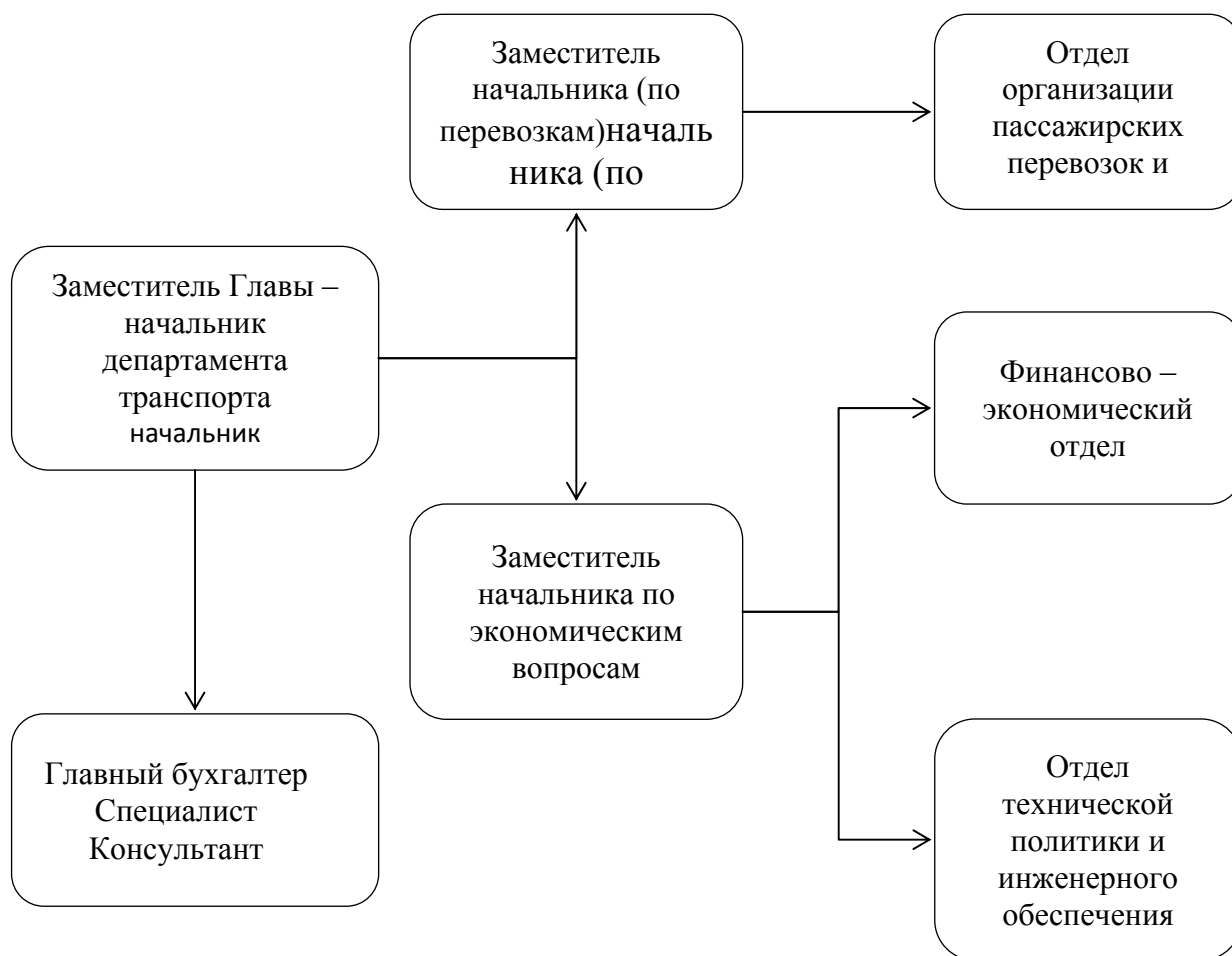 Заместитель
начальника (по
перевозкам)началь
ника (по
Отдел
организации
пассажирских
перевозок и
Заместитель Главы –
начальник
департамента
транспорта
начальник
Финансово –
экономический
отдел
Заместитель
начальника по
экономическим
вопросам
Главный бухгалтер
Специалист
Консультант
Отдел
технической
политики и
инженерного
обеспечения